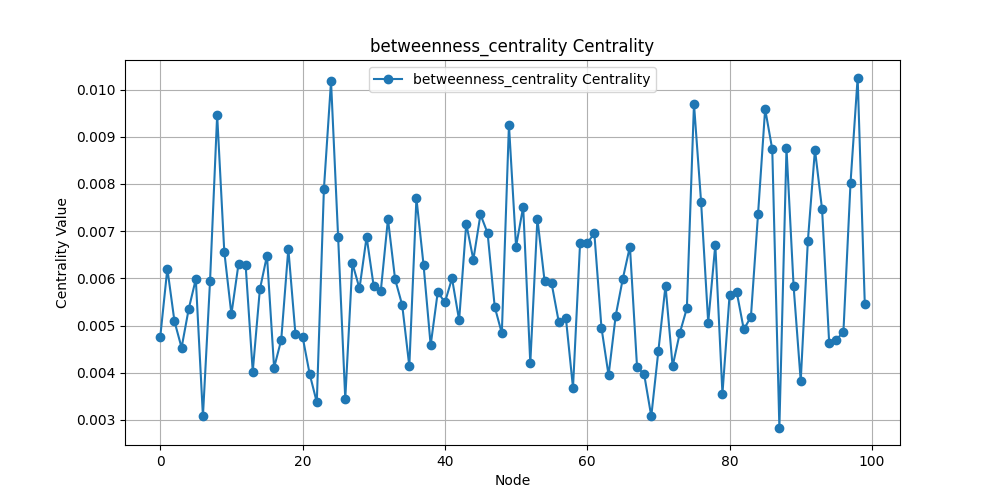 betweenness_centrality Centrality
betweenness_centrality Centrality
0.010
0.009
0.008
0.007
0.006
0.005
0.004
0.003
Centrality Value
0 20 40 60 80 100
Node